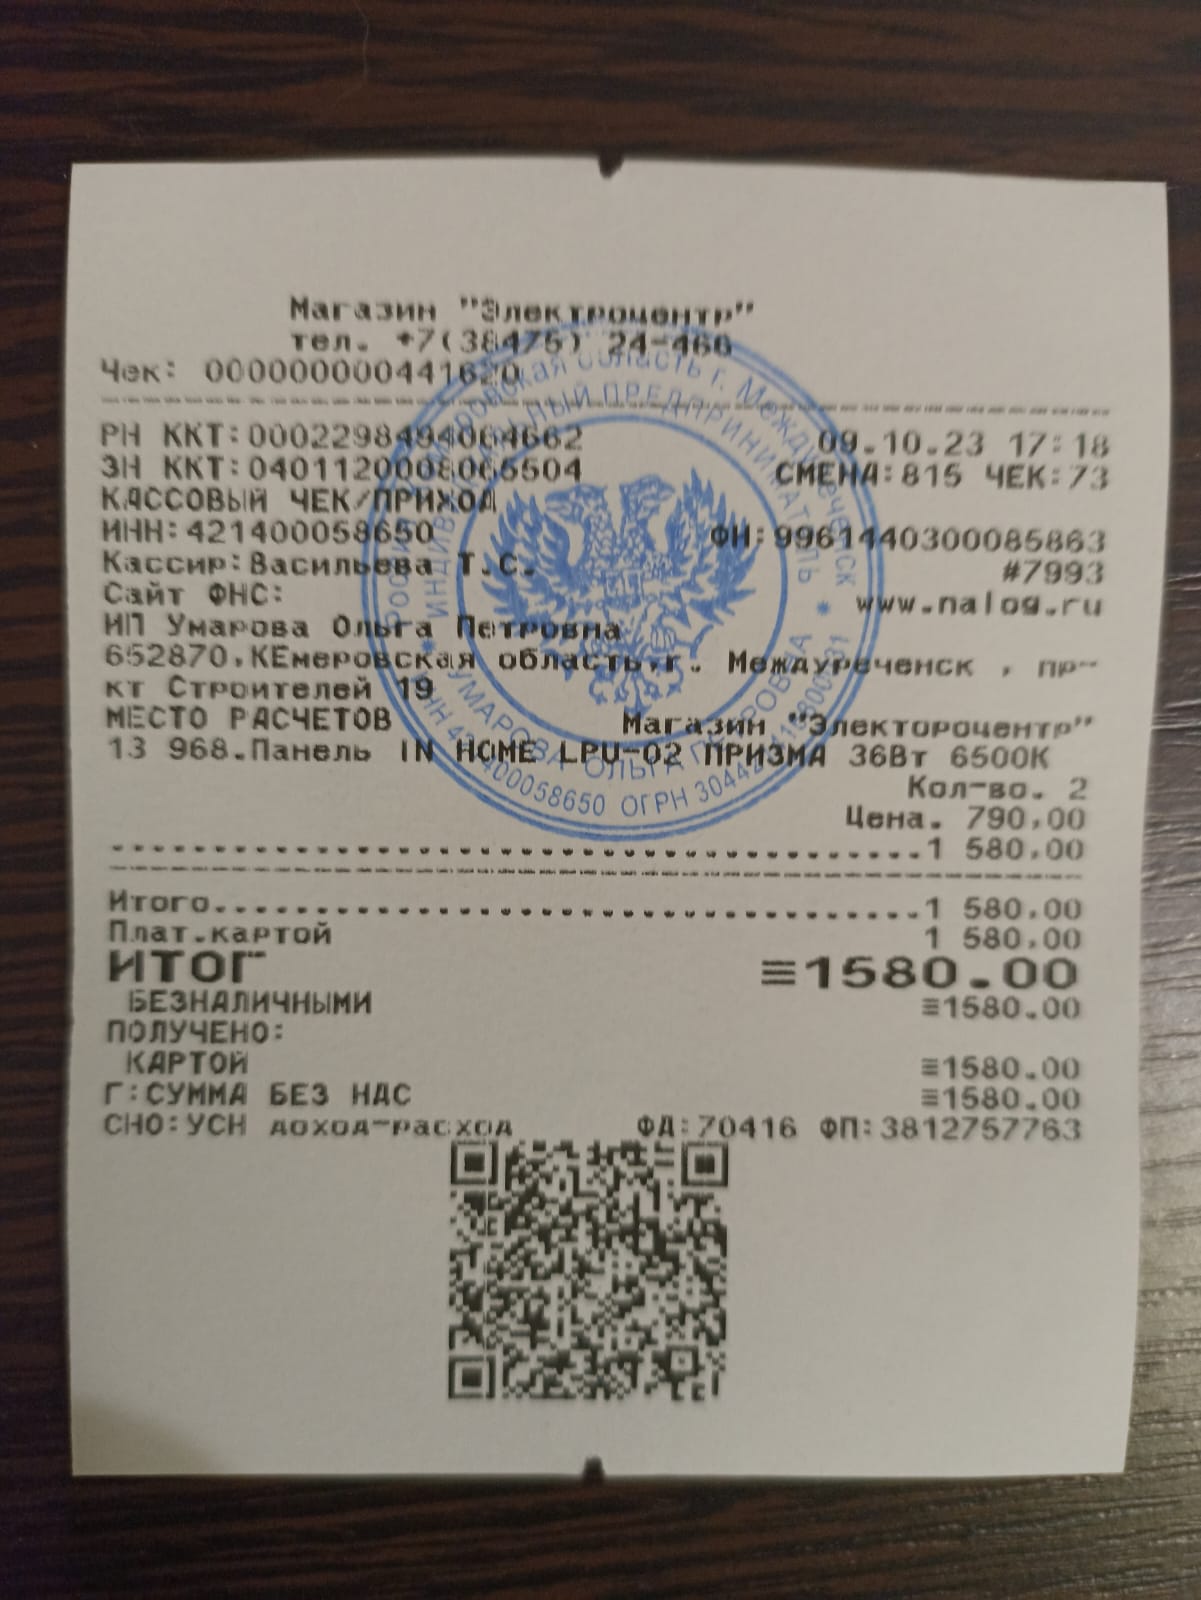 Магазин "Электроцентр"
тел. +7(38475) 24-460
Чек: 000000000441620
РН ККТ:0002298494064662 09.10.23 17:18
ЗН ККТ:0401120008065504 СМЕНА:815 ЧЕК:73
КАССОВЫЙ ЧЕК/ПРИХОД
ИНН:421400058650 ФН:9961440300085863
Кассир:Васильева Т.С. #7993
Сайт ФНС: www.nalog.ru
ИП Умарова Ольга Петровна
652870,КЕмеровская область,г. Междуреченск , пр-
кт Строителей 19
МЕСТО РАСЧЕТОВ Магазин "Электороцентр"
13 968.Панель IN HOME LPU-02 ПРИЗМА 36Вт 6500К
Кол-во. 2
Цена. 790,00
1 580,00
Итого 1 580,00
Плат.картой 1 580,00
ИТОГ ≡1580.00
БЕЗНАЛИЧНЫМИ ≡1580.00
ПОЛУЧЕНО:
КАРТОЙ ≡1580.00
Г:СУММА БЕЗ НДС ≡1580.00
СНО:УСН доход-расход ФД:70416 ФП:3812757763
Кемеровская область г. Междуреченск
ИНДИВИДУАЛЬНЫЙ ПРЕДПРИНИМАТЕЛЬ
УМАРОВА ОЛЬГА ПЕТРОВНА
ИНН 421400058650 ОГРН